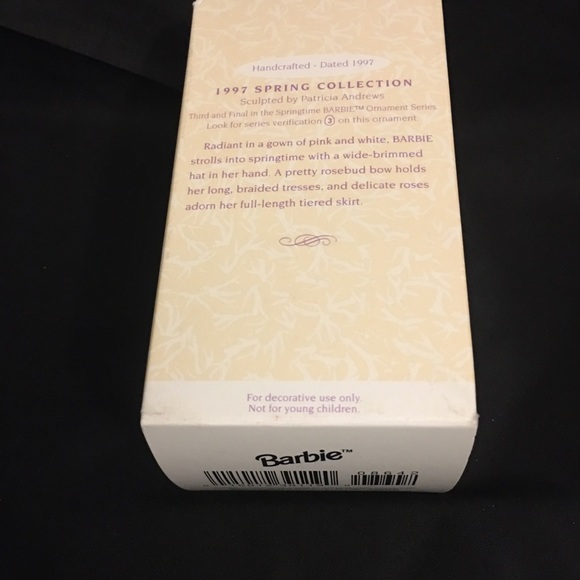 Handcrafted - Dated 1997
1997 SPRING COLLECTION
Sculpted by Patricia Andrews
Third and Final in the Springtime BARBIE™ Ornament Series
Look for series verification 3 on this ornament
Radiant in a gown of pink and white, BARBIE
strolls into springtime with a wide-brimmed
hat in her hand. A pretty rosebud bow holds
her long, braided tresses, and delicate roses
adorn her full-length tiered skirt.
For decorative use only.
Not for young children.
Barbie™